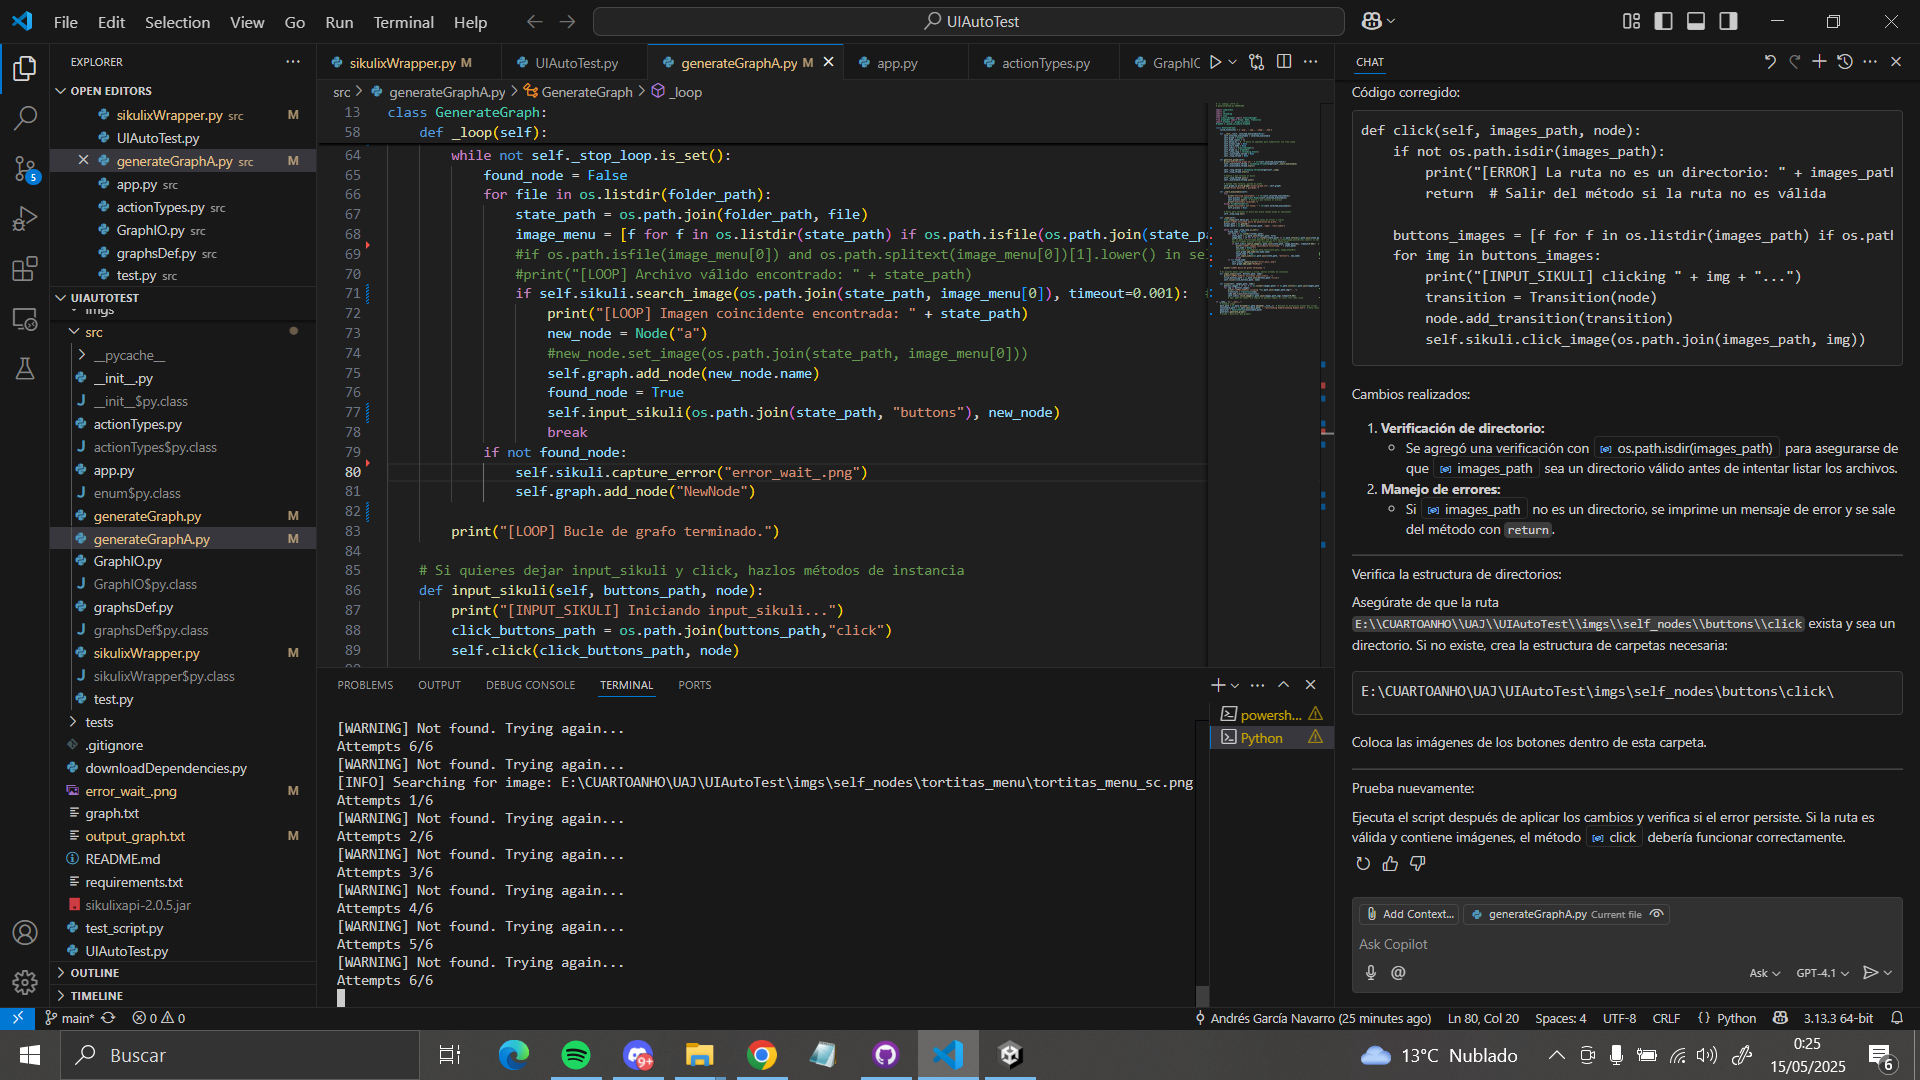 File Edit Selection View Go Run Terminal Help
UIAutoTest
EXPLORER
OPEN EDITORS
sikulixWrapper.py src M
UIAutoTest.py
generateGraphA.py src M
app.py src
actionTypes.py src
GraphIO.py src
graphsDef.py src
test.py src
UIAUTOTEST
imgs
src
__pycache__
__init__.py
__init__$py.class
actionTypes.py
actionTypes$py.class
app.py
enum$py.class
generateGraph.py M
generateGraphA.py M
GraphIO.py
GraphIO$py.class
graphsDef.py
graphsDef$py.class
sikulixWrapper.py M
sikulixWrapper$py.class
test.py
tests
.gitignore
downloadDependencies.py
error_wait_.png M
graph.txt
output_graph.txt M
README.md
requirements.txt
sikulixapi-2.0.5.jar
test_script.py
UIAutoTest.py
OUTLINE
TIMELINE
5
sikulixWrapper.py M UIAutoTest.py generateGraphA.py M app.py actionTypes.py GraphIO
src > generateGraphA.py > GenerateGraph > _loop
13 class GenerateGraph:
58 def _loop(self):
64 while not self._stop_loop.is_set():
65 found_node = False
66 for file in os.listdir(folder_path):
67 state_path = os.path.join(folder_path, file)
68 image_menu = [f for f in os.listdir(state_path) if os.path.isfile(os.path.join(state_pa
69 #if os.path.isfile(image_menu[0]) and os.path.splitext(image_menu[0])[1].lower() in se
70 #print("[LOOP] Archivo válido encontrado: " + state_path)
71 if self.sikuli.search_image(os.path.join(state_path, image_menu[0]), timeout=0.001):
72 print("[LOOP] Imagen coincidente encontrada: " + state_path)
73 new_node = Node("a")
74 #new_node.set_image(os.path.join(state_path, image_menu[0]))
75 self.graph.add_node(new_node.name)
76 found_node = True
77 self.input_sikuli(os.path.join(state_path, "buttons"), new_node)
78 break
79 if not found_node:
80 self.sikuli.capture_error("error_wait_.png")
81 self.graph.add_node("NewNode")
82
83 print("[LOOP] Bucle de grafo terminado.")
84
85 # Si quieres dejar input_sikuli y click, hazlos métodos de instancia
86 def input_sikuli(self, buttons_path, node):
87 print("[INPUT_SIKULI] Iniciando input_sikuli...")
88 click_buttons_path = os.path.join(buttons_path,"click")
89 self.click(click_buttons_path, node)
PROBLEMS OUTPUT DEBUG CONSOLE TERMINAL PORTS
powersh...
Python
[WARNING] Not found. Trying again...
Attempts 6/6
[WARNING] Not found. Trying again...
[INFO] Searching for image: E:\CUARTOANHO\UAJ\UIAutoTest\imgs\self_nodes\tortitas_menu\tortitas_menu_sc.png
Attempts 1/6
[WARNING] Not found. Trying again...
Attempts 2/6
[WARNING] Not found. Trying again...
Attempts 3/6
[WARNING] Not found. Trying again...
Attempts 4/6
[WARNING] Not found. Trying again...
Attempts 5/6
[WARNING] Not found. Trying again...
Attempts 6/6
CHAT
Código corregido:
def click(self, images_path, node):
if not os.path.isdir(images_path):
print("[ERROR] La ruta no es un directorio: " + images_path
return # Salir del método si la ruta no es válida
buttons_images = [f for f in os.listdir(images_path) if os.path
for img in buttons_images:
print("[INPUT_SIKULI] clicking " + img + "...")
transition = Transition(node)
node.add_transition(transition)
self.sikuli.click_image(os.path.join(images_path, img))
Cambios realizados:
1. Verificación de directorio:
Se agregó una verificación con os.path.isdir(images_path) para asegurarse de
que images_path sea un directorio válido antes de intentar listar los archivos.
2. Manejo de errores:
Si images_path no es un directorio, se imprime un mensaje de error y se sale
del método con return.
Verifica la estructura de directorios:
Asegúrate de que la ruta
E:\\CUARTOANHO\\UAJ\\UIAutoTest\\imgs\\self_nodes\\buttons\\click exista y sea un
directorio. Si no existe, crea la estructura de carpetas necesaria:
E:\CUARTOANHO\UAJ\UIAutoTest\imgs\self_nodes\buttons\click\
Coloca las imágenes de los botones dentro de esta carpeta.
Prueba nuevamente:
Ejecuta el script después de aplicar los cambios y verifica si el error persiste. Si la ruta es
válida y contiene imágenes, el método click debería funcionar correctamente.
Add Context... generateGraphA.py Current file
Ask Copilot
Ask GPT-4.1
main* 0 0 Andrés García Navarro (25 minutes ago) Ln 80, Col 20 Spaces: 4 UTF-8 CRLF Python 3.13.3 64-bit
Buscar 9+ 13°C Nublado 0:25
15/05/2025 6